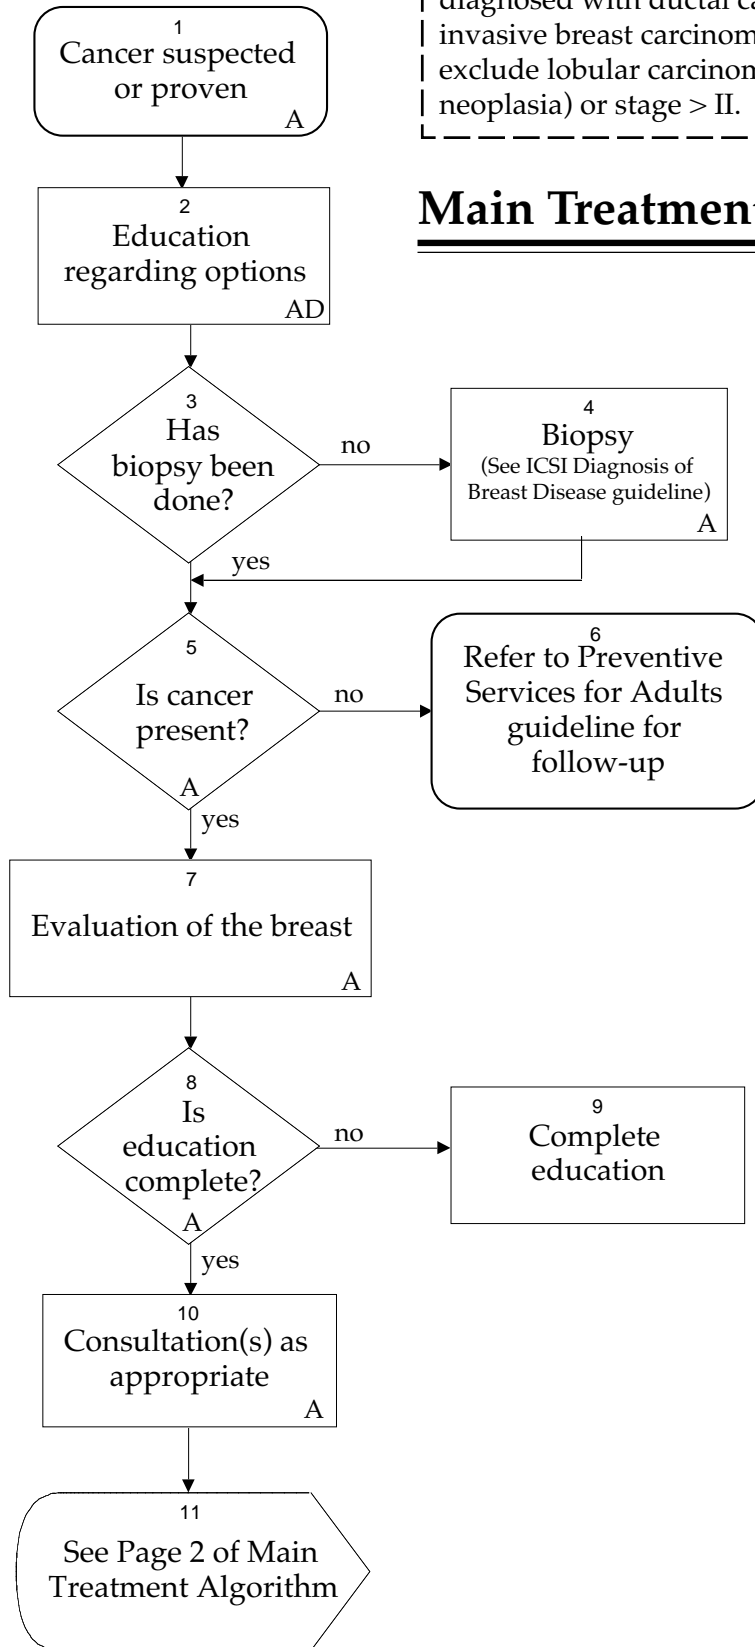 diagnosed with ductal ca
invasive breast carcinom
exclude lobular carcinom
neoplasia) or stage > II.
Main Treatmen
1
Cancer suspected
or proven
A
2
Education
regarding options
AD
3
Has
biopsy been
done?
no
4
Biopsy
(See ICSI Diagnosis of
Breast Disease guideline)
A
yes
5
Is cancer
present?
A
no
6
Refer to Preventive
Services for Adults
guideline for
follow-up
yes
7
Evaluation of the breast
A
8
Is
education
complete?
A
no
9
Complete
education
yes
10
Consultation(s) as
appropriate
A
11
See Page 2 of Main
Treatment Algorithm